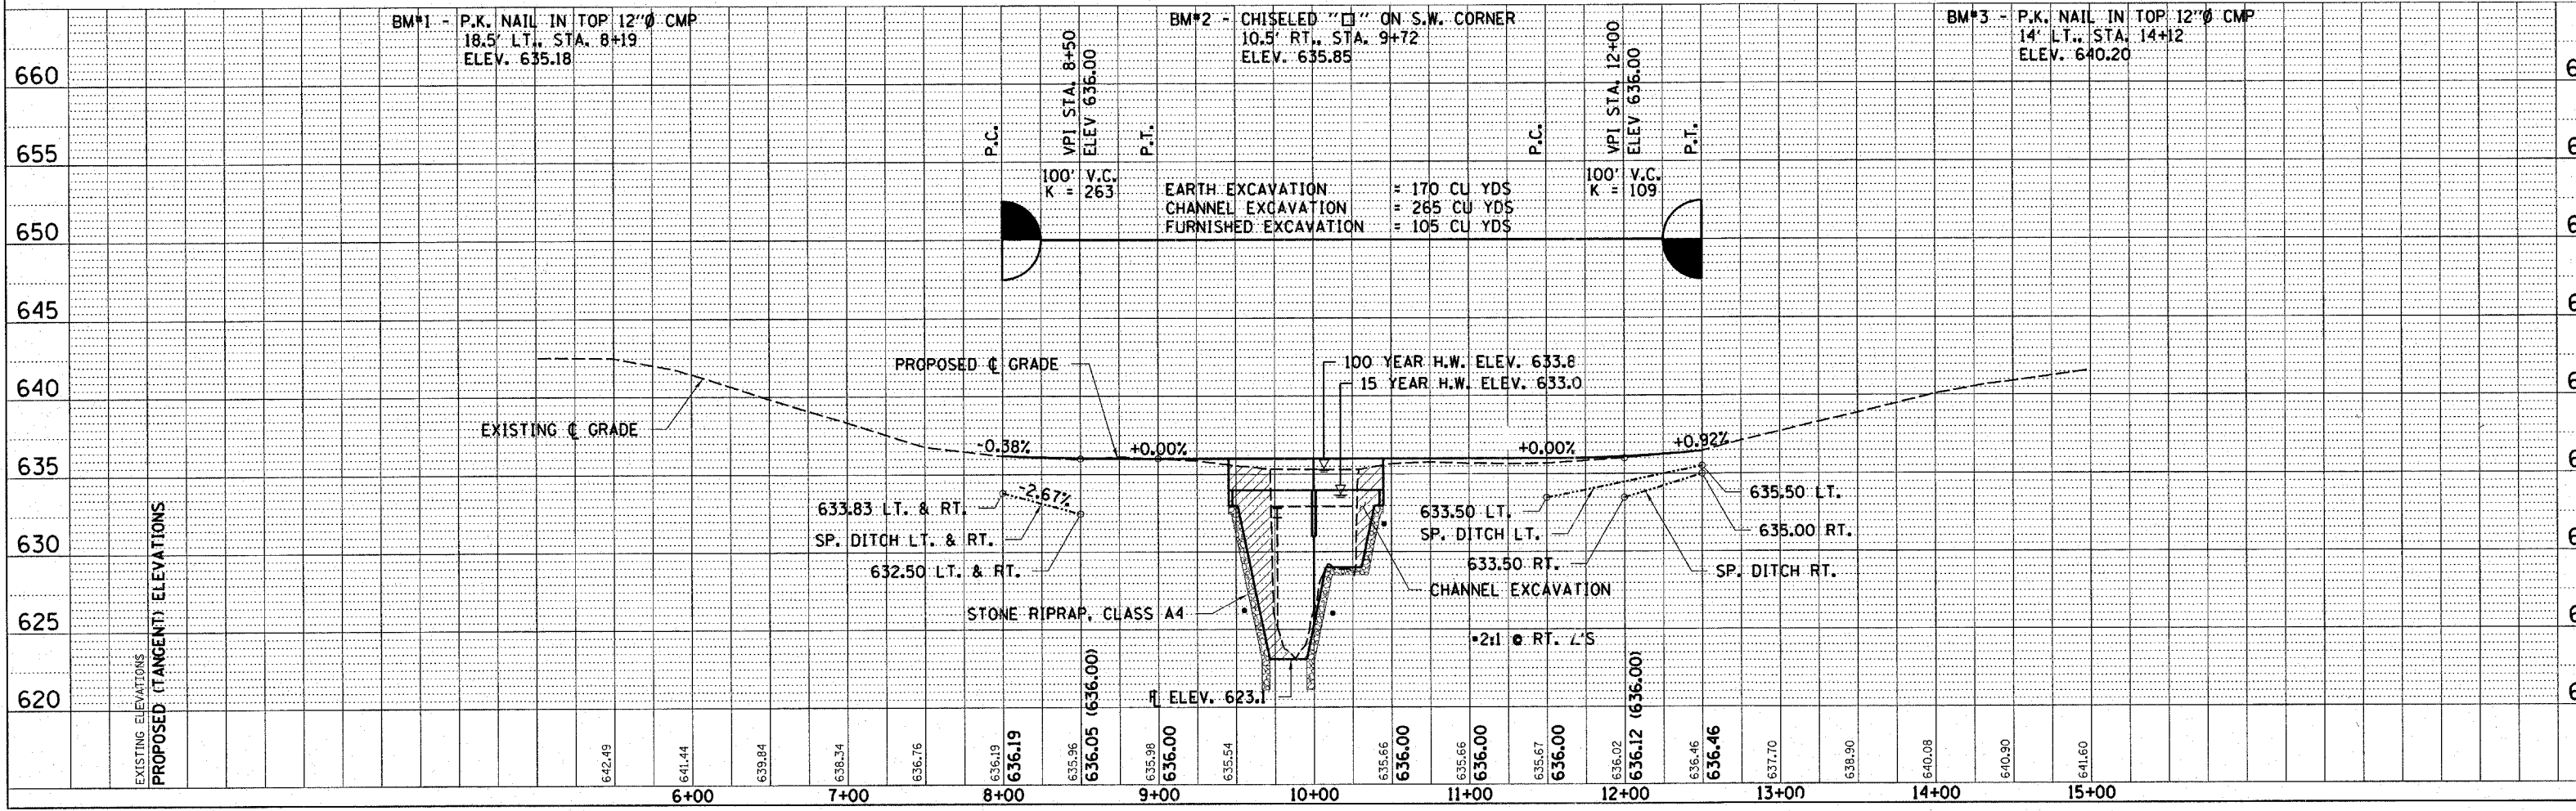 BM#1 - P.K. NAIL IN TOP 12"Ø CMP
18.5' LT., STA. 8+19
ELEV. 635.18
BM#2 - CHISELED "□" ON S.W. CORNER
10.5' RT., STA. 9+72
ELEV. 635.85
BM#3 - P.K. NAIL IN TOP 12"Ø CMP
14' LT., STA. 14+12
ELEV. 640.20
660
655
650
645
640
635
630
625
620
P.C.
VPI STA. 8+50
ELEV 636.00
P.T.
100' V.C.
K = 263
EARTH EXCAVATION = 170 CU YDS
CHANNEL EXCAVATION = 265 CU YDS
FURNISHED EXCAVATION = 105 CU YDS
P.C.
VPI STA. 12+00
ELEV 636.00
P.T.
100' V.C.
K = 109
PROPOSED ℄ GRADE
EXISTING ℄ GRADE
100 YEAR H.W. ELEV. 633.8
15 YEAR H.W. ELEV. 633.0
-0.38%
+0.00%
+0.00%
+0.92%
-2.67%
633.83 LT. & RT.
SP. DITCH LT. & RT.
632.50 LT. & RT.
STONE RIPRAP, CLASS A4
633.50 LT.
SP. DITCH LT.
633.50 RT.
CHANNEL EXCAVATION
635.50 LT.
635.00 RT.
SP. DITCH RT.
•2:1 @ RT. ∠'S
ELEV. 623.1
EXISTING ELEVATIONS
PROPOSED (TANGENT) ELEVATIONS
642.49
641.44
639.84
638.34
636.76
636.19
636.19
635.96
636.05 (636.00)
635.98
636.00
635.54
635.66
636.00
635.66
636.00
635.67
636.00
636.02
636.12 (636.00)
636.46
636.46
637.70
638.90
640.08
640.90
641.60
6+00
7+00
8+00
9+00
10+00
11+00
12+00
13+00
14+00
15+00